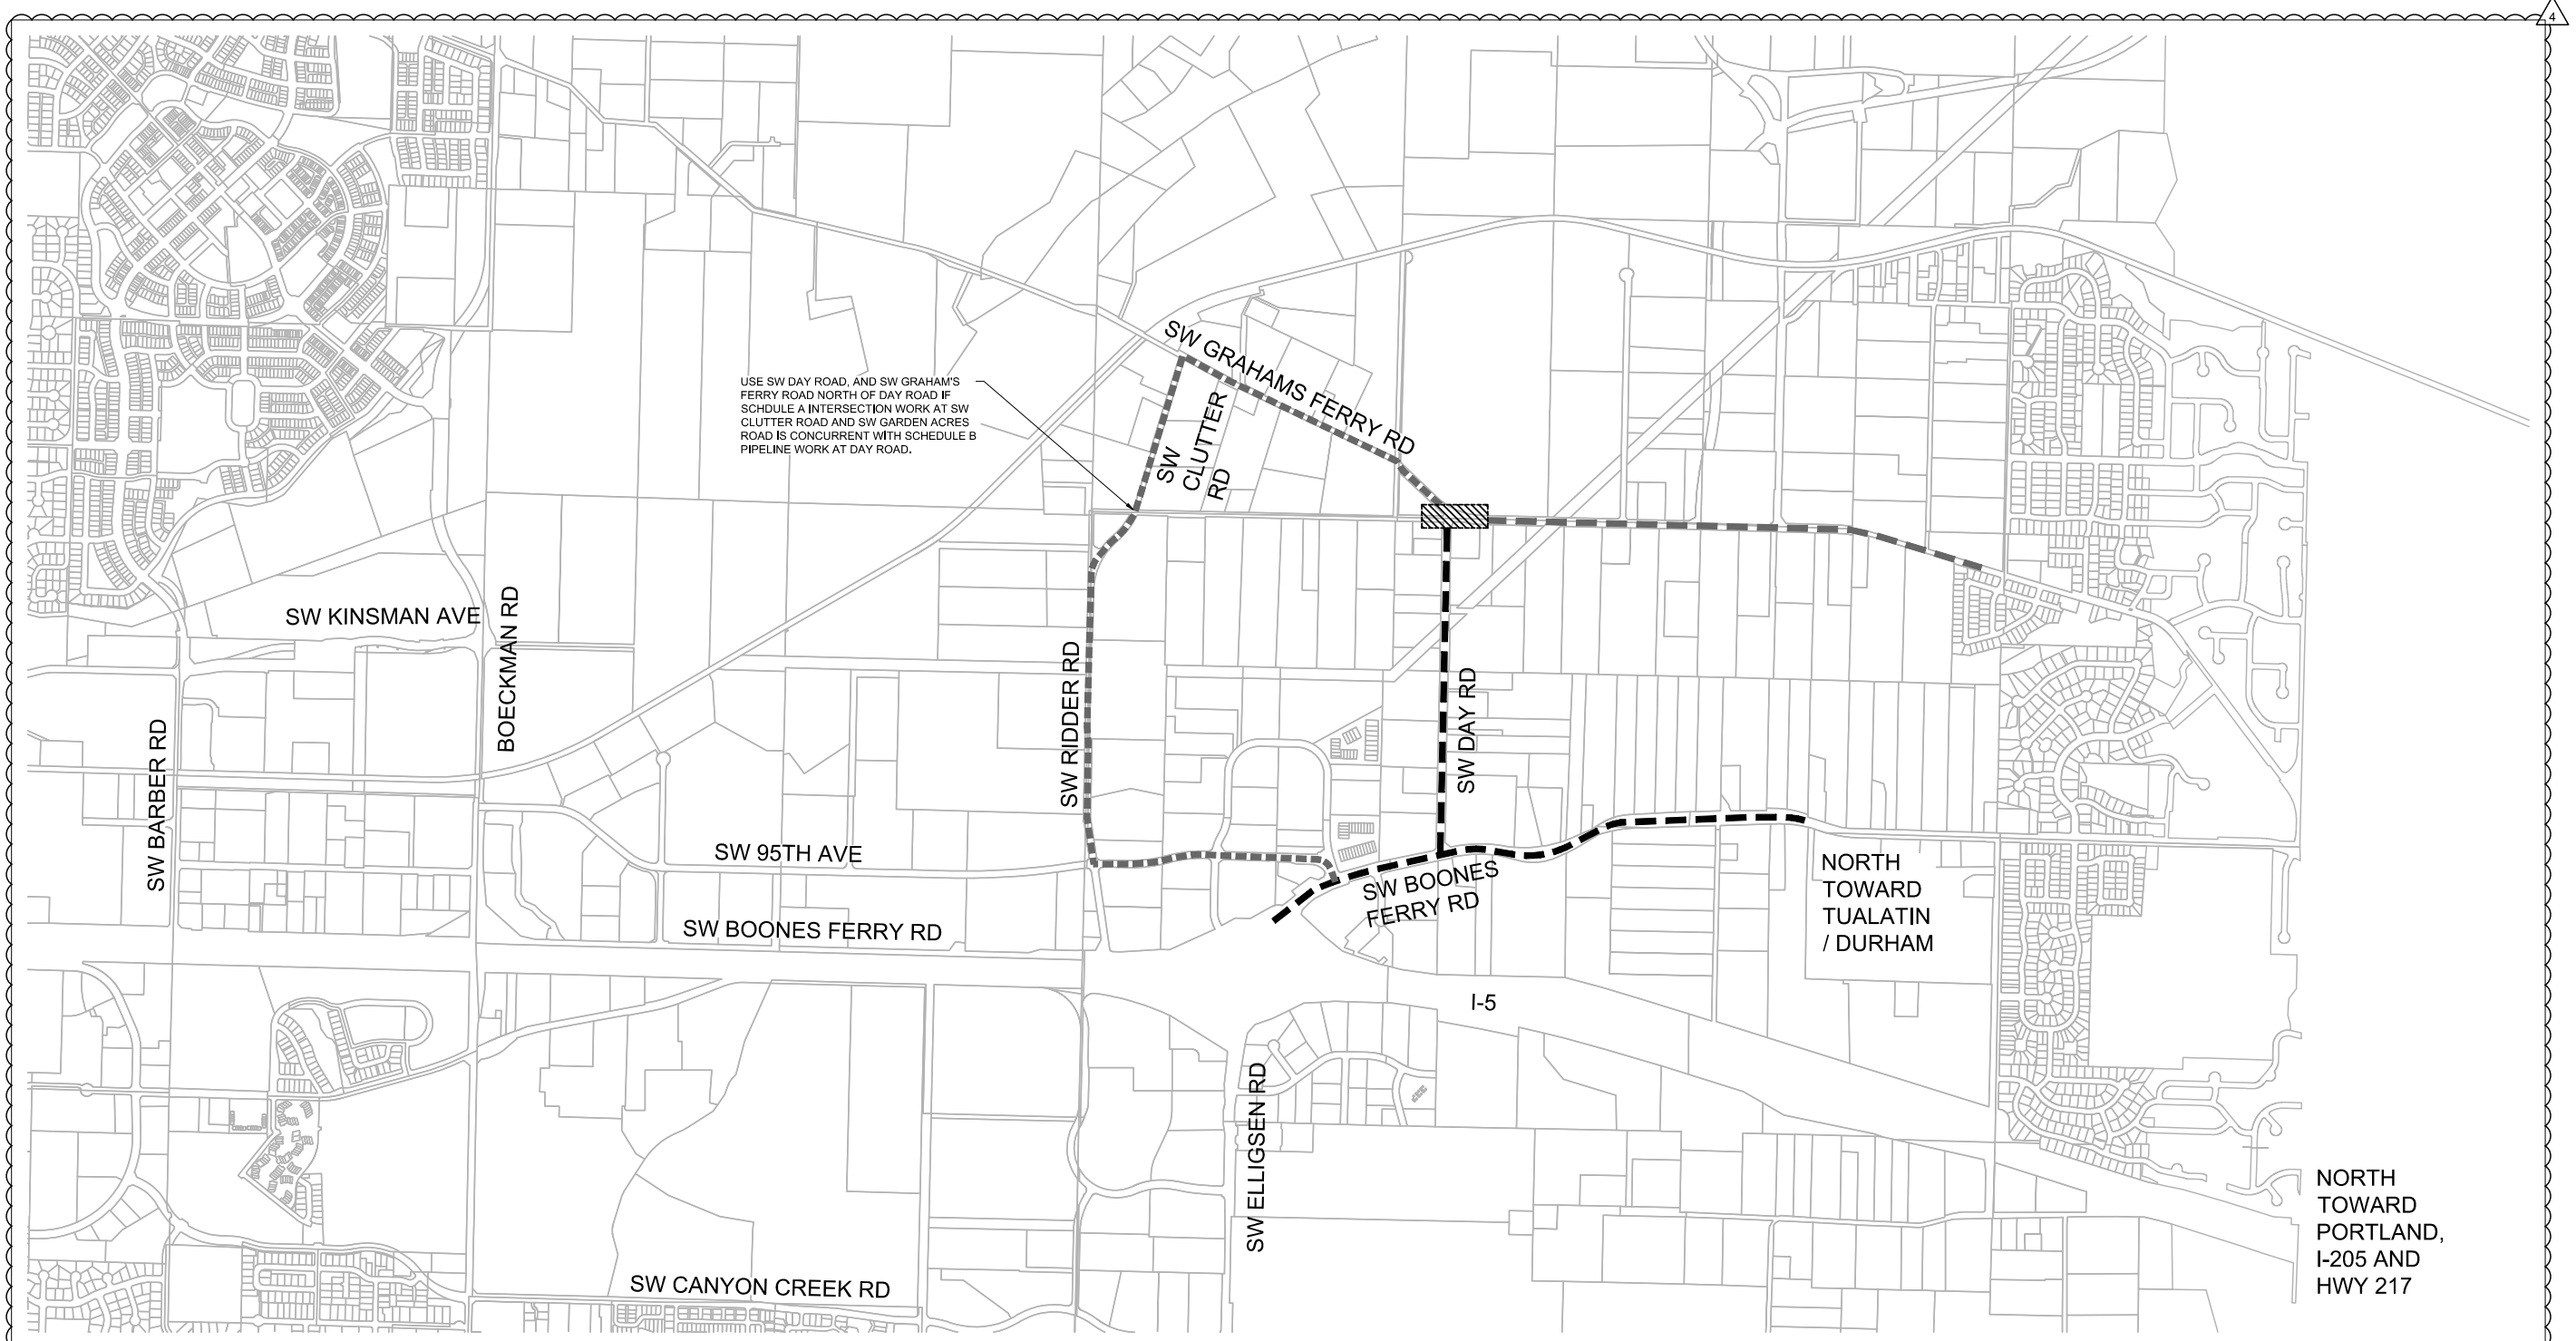 4
SW GRAHAMS FERRY RD
USE SW DAY ROAD, AND SW GRAHAM'S
FERRY ROAD NORTH OF DAY ROAD IF
SCHDULE A INTERSECTION WORK AT SW
CLUTTER ROAD AND SW GARDEN ACRES
ROAD IS CONCURRENT WITH SCHEDULE B
PIPELINE WORK AT DAY ROAD.
SW
CLUTTER
RD
SW KINSMAN AVE
BOECKMAN RD
SW RIDDER RD
SW DAY RD
SW BARBER RD
SW 95TH AVE
SW BOONES
FERRY RD
NORTH
TOWARD
TUALATIN
/ DURHAM
SW BOONES FERRY RD
I-5
SW ELLIGSEN RD
NORTH
TOWARD
PORTLAND,
I-205 AND
HWY 217
SW CANYON CREEK RD